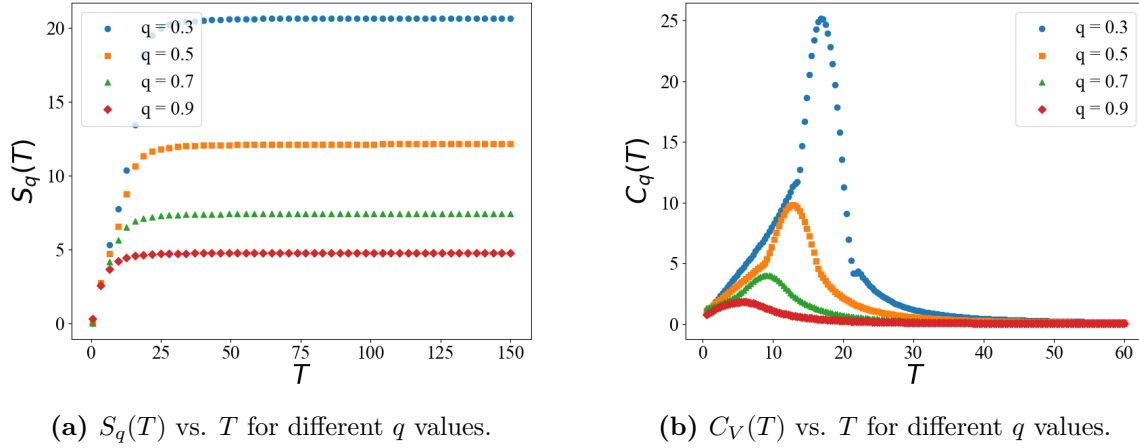 20
15
10
5
0
S_q(T)
q = 0.3
q = 0.5
q = 0.7
q = 0.9
0 25 50 75 100 125 150
T
25
20
15
10
5
0
C_q(T)
q = 0.3
q = 0.5
q = 0.7
q = 0.9
0 10 20 30 40 50 60
T
(a) S_q(T) vs. T for different q values.
(b) C_V(T) vs. T for different q values.